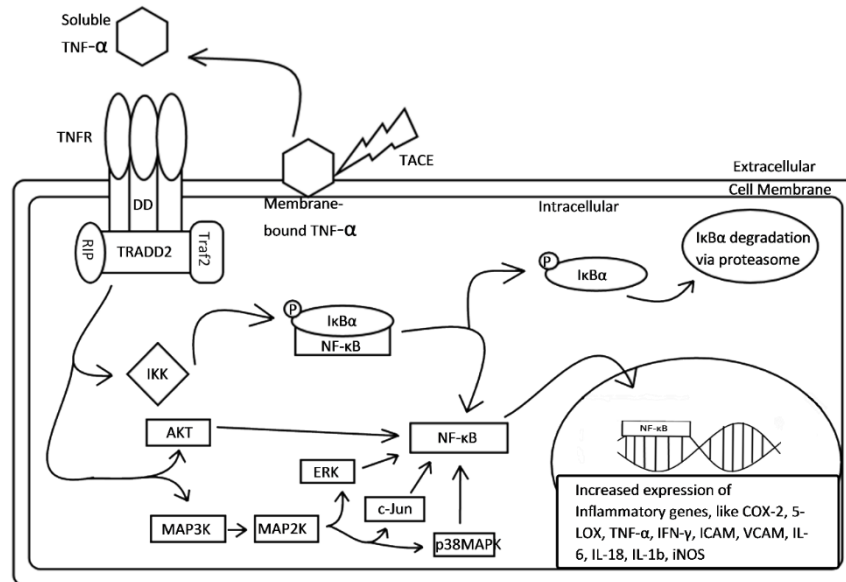 Soluble
TNF-α
TNFR
TACE
Extracellular
Cell Membrane
DD
Membrane-
bound TNF-α
Intracellular
RIP
TRADD2
Traf2
IκBα degradation
via proteasome
P
IκBα
P
IκBα
NF-κB
IKK
AKT
NF-κB
NF-κB
ERK
c-Jun
MAP3K
MAP2K
p38MAPK
Increased expression of
Inflammatory genes, like COX-2, 5-
LOX, TNF-α, IFN-γ, ICAM, VCAM, IL-
6, IL-18, IL-1b, iNOS